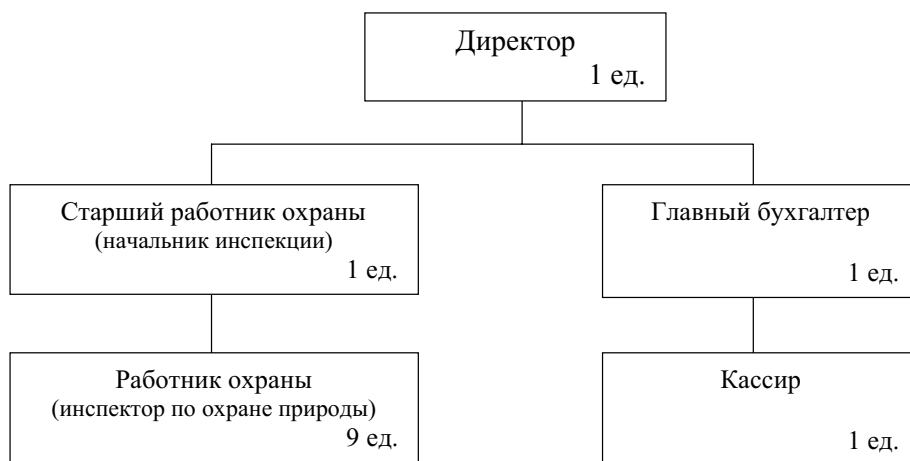 Директор
1 ед.
Старший работник охраны
(начальник инспекции)
1 ед.
Главный бухгалтер
1 ед.
Работник охраны
(инспектор по охране природы)
9 ед.
Кассир
1 ед.